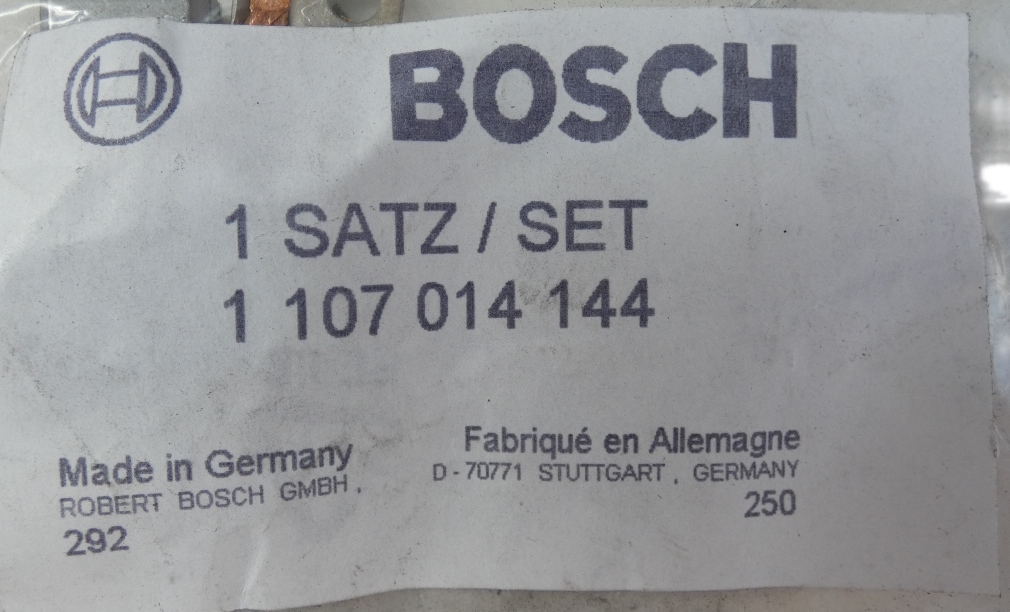 BOSCH
1 SATZ / SET
1 107 014 144
Made in Germany
ROBERT BOSCH GMBH,
292
Fabriqué en Allemagne
D-70771 STUTTGART, GERMANY
250